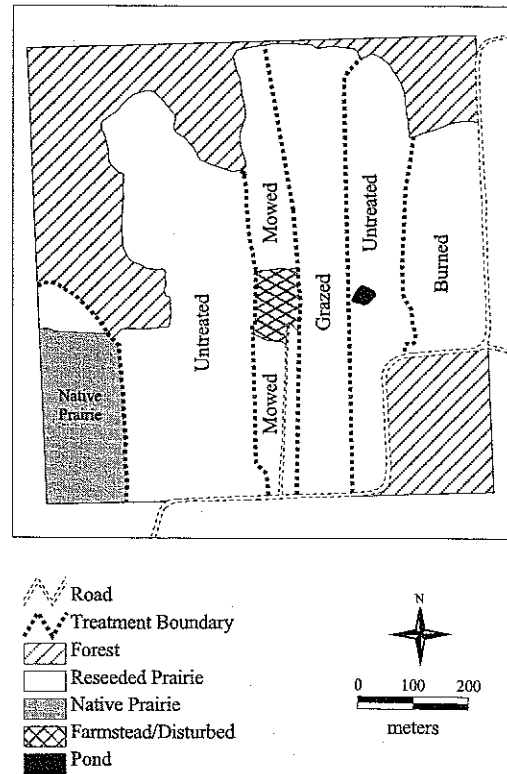 Mowed
Untreated
Burned
Grazed
Untreated
Native
Prairie
Mowed
Road
Treatment Boundary
Forest
Reseeded Prairie
Native Prairie
Farmstead/Disturbed
Pond
N
0 100 200
meters